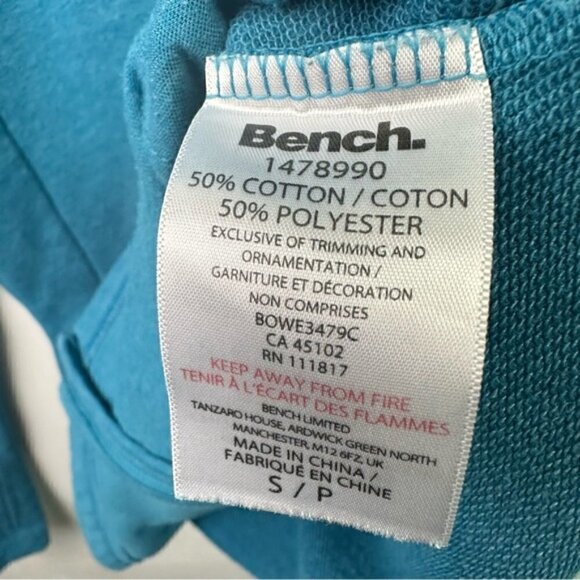 Bench.
1478990
50% COTTON / COTON
50% POLYESTER
EXCLUSIVE OF TRIMMING AND
ORNAMENTATION /
GARNITURE ET DÉCORATION
NON COMPRISES
BOWE3479C
CA 45102
RN 111817
KEEP AWAY FROM FIRE
TENIR À L'ÉCART DES FLAMMES
BENCH LIMITED
TANZARO HOUSE, ARDWICK GREEN NORTH
MANCHESTER, M12 6FZ, UK
MADE IN CHINA /
FABRIQUÉ EN CHINE
S / P